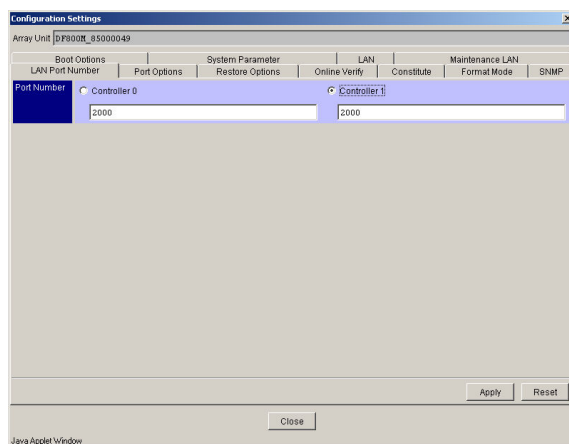 Configuration Settings
Array Unit DF800M_85000049
Boot Options System Parameter LAN Maintenance LAN
LAN Port Number Port Options Restore Options Online Verify Constitute Format Mode SNMP
Port Number Controller 0 Controller 1
2000 2000
Apply Reset
Close
Java Applet Window